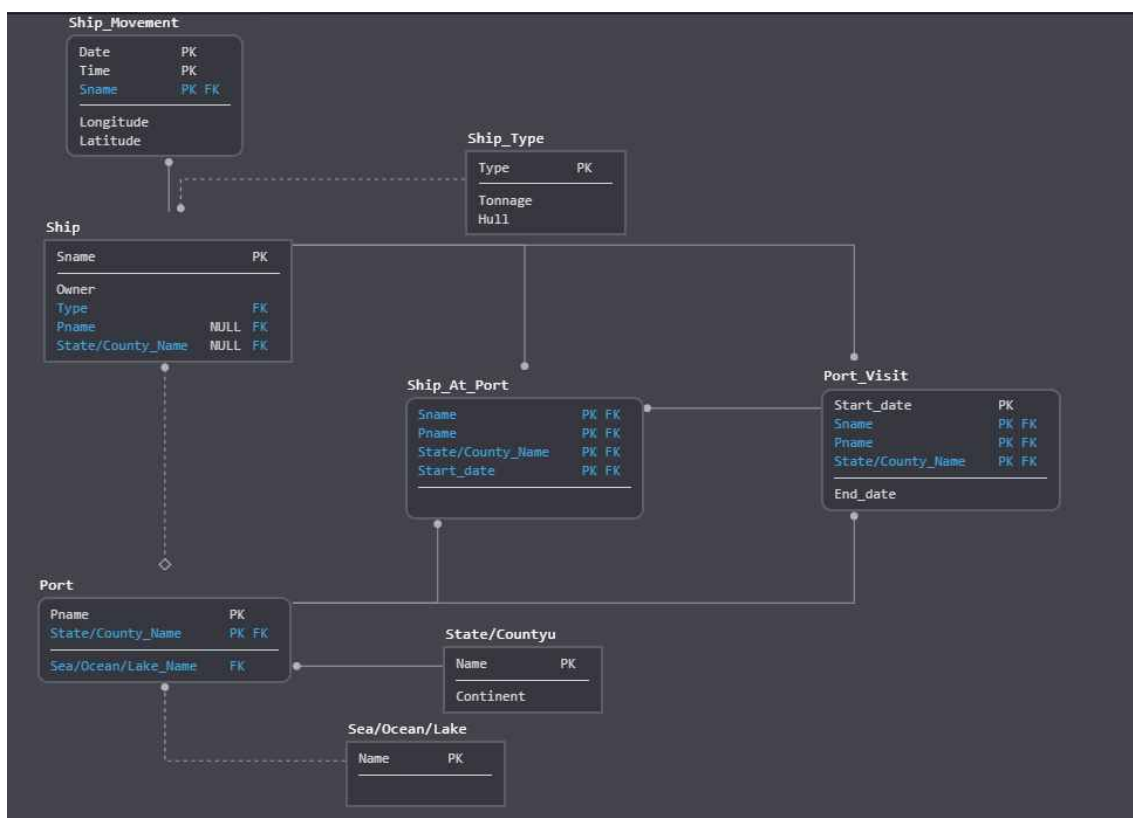 Ship_Movement
Date PK
Time PK
Sname PK FK
Longitude
Latitude
Ship_Type
Type PK
Tonnage
Hull
Ship
Sname PK
Owner
Type FK
Pname NULL FK
State/County_Name NULL FK
Ship_At_Port
Sname PK FK
Pname PK FK
State/County_Name PK FK
Start_date PK FK
Port_Visit
Start_date PK
Sname PK FK
Pname PK FK
State/County_Name PK FK
End_date
Port
Pname PK
State/County_Name PK FK
Sea/Ocean/Lake_Name FK
State/Countyu
Name PK
Continent
Sea/Ocean/Lake
Name PK